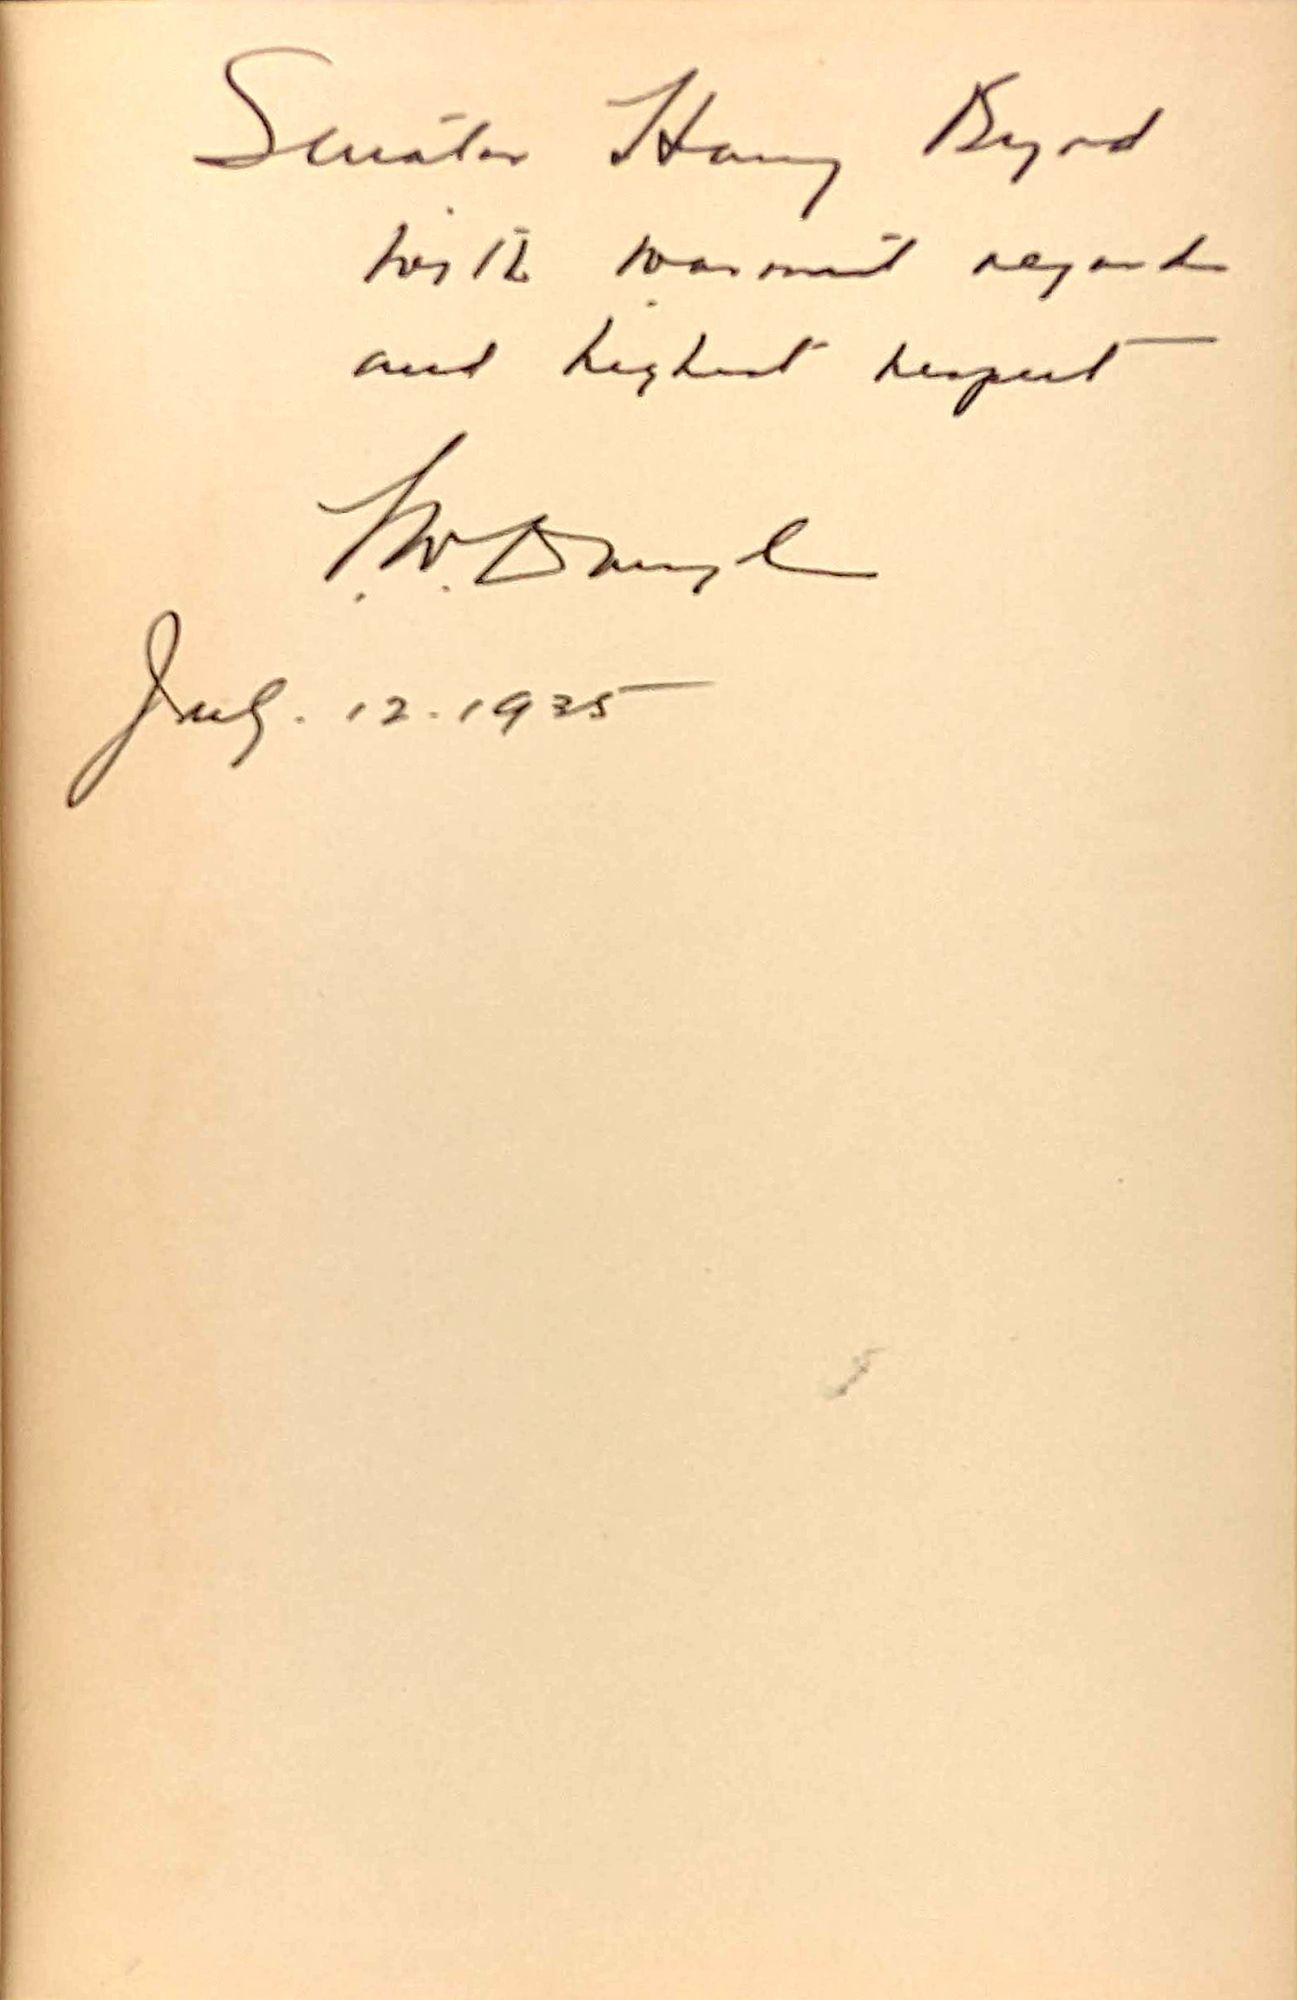 Senator Harry Byrd
with warmest regards
and highest respect
July. 12. 1935